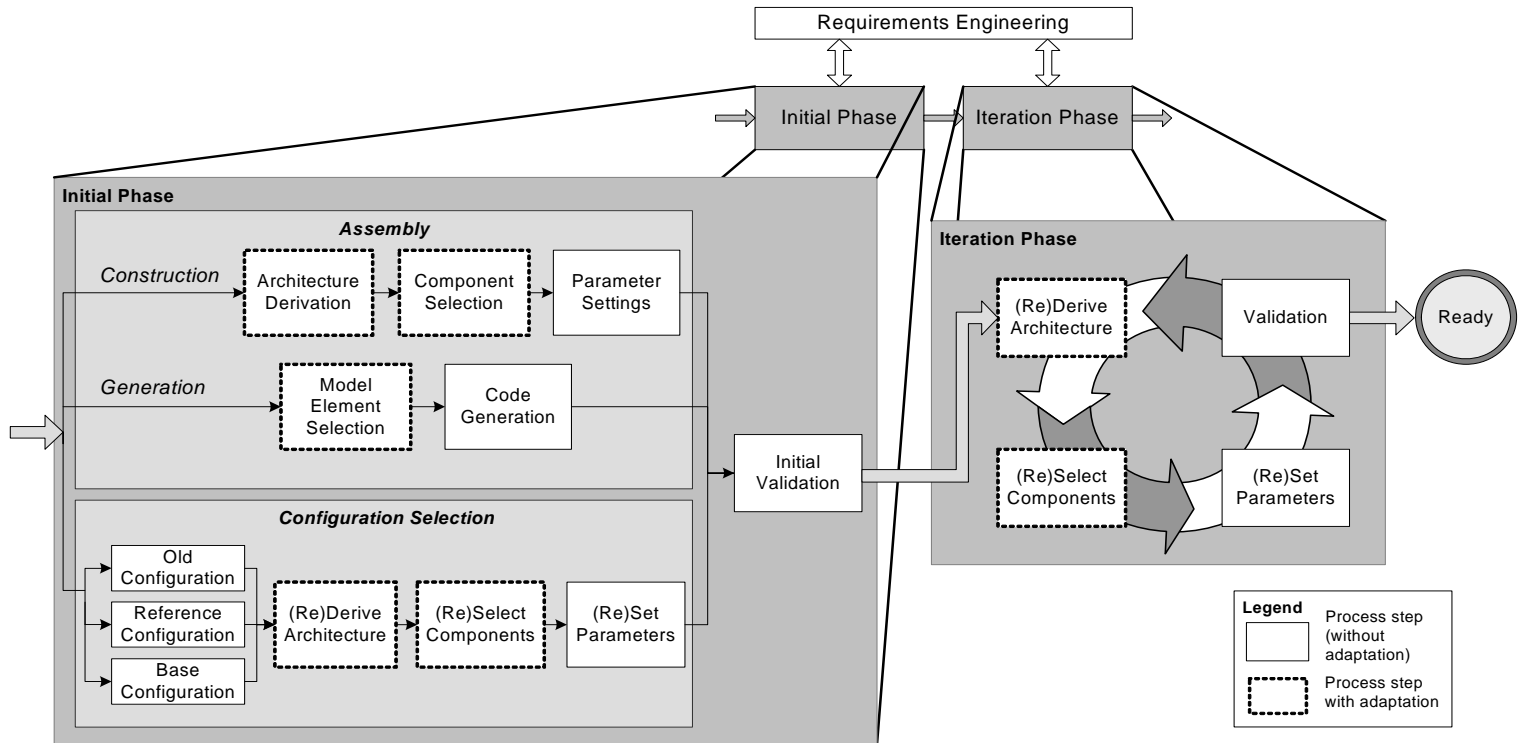 Requirements Engineering
Initial Phase
Iteration Phase
Initial Phase
Assembly
Construction
Architecture
Derivation
Component
Selection
Parameter
Settings
Generation
Model
Element
Selection
Code
Generation
Initial
Validation
Configuration Selection
Old
Configuration
Reference
Configuration
Base
Configuration
(Re)Derive
Architecture
(Re)Select
Components
(Re)Set
Parameters
Iteration Phase
(Re)Derive
Architecture
Validation
(Re)Select
Components
(Re)Set
Parameters
Ready
Legend
Process step
(without
adaptation)
Process step
with adaptation